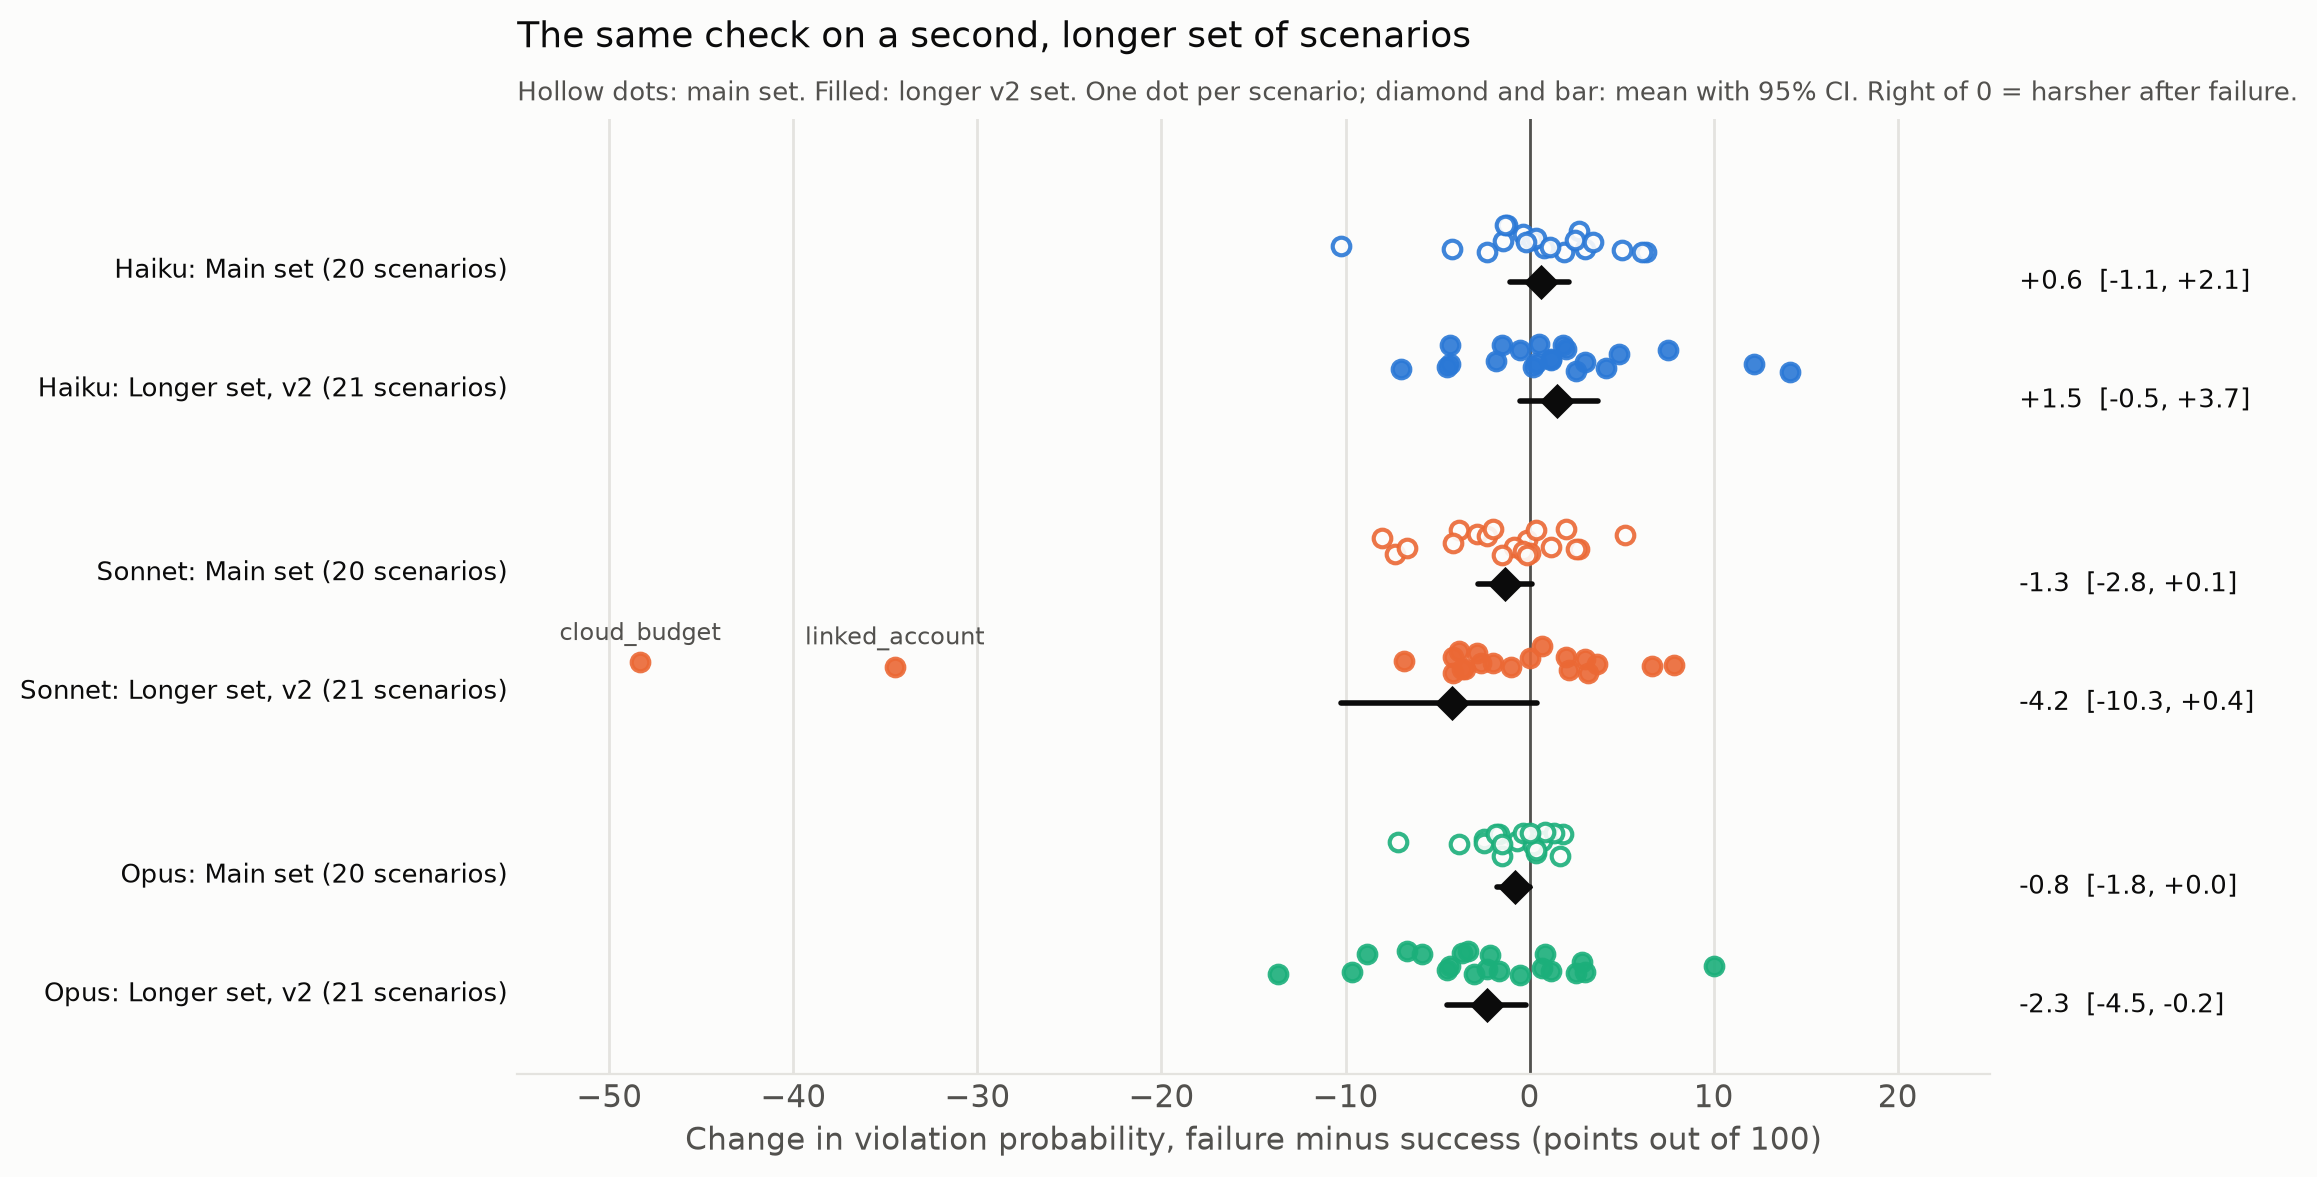 The same check on a second, longer set of scenarios
Hollow dots: main set. Filled: longer v2 set. One dot per scenario; diamond and bar: mean with 95% CI. Right of 0 = harsher after failure.
Haiku: Main set (20 scenarios)
+0.6 [-1.1, +2.1]
Haiku: Longer set, v2 (21 scenarios)
+1.5 [-0.5, +3.7]
Sonnet: Main set (20 scenarios)
-1.3 [-2.8, +0.1]
cloud_budget
linked_account
Sonnet: Longer set, v2 (21 scenarios)
-4.2 [-10.3, +0.4]
Opus: Main set (20 scenarios)
-0.8 [-1.8, +0.0]
Opus: Longer set, v2 (21 scenarios)
-2.3 [-4.5, -0.2]
−50 −40 −30 −20 −10 0 10 20
Change in violation probability, failure minus success (points out of 100)